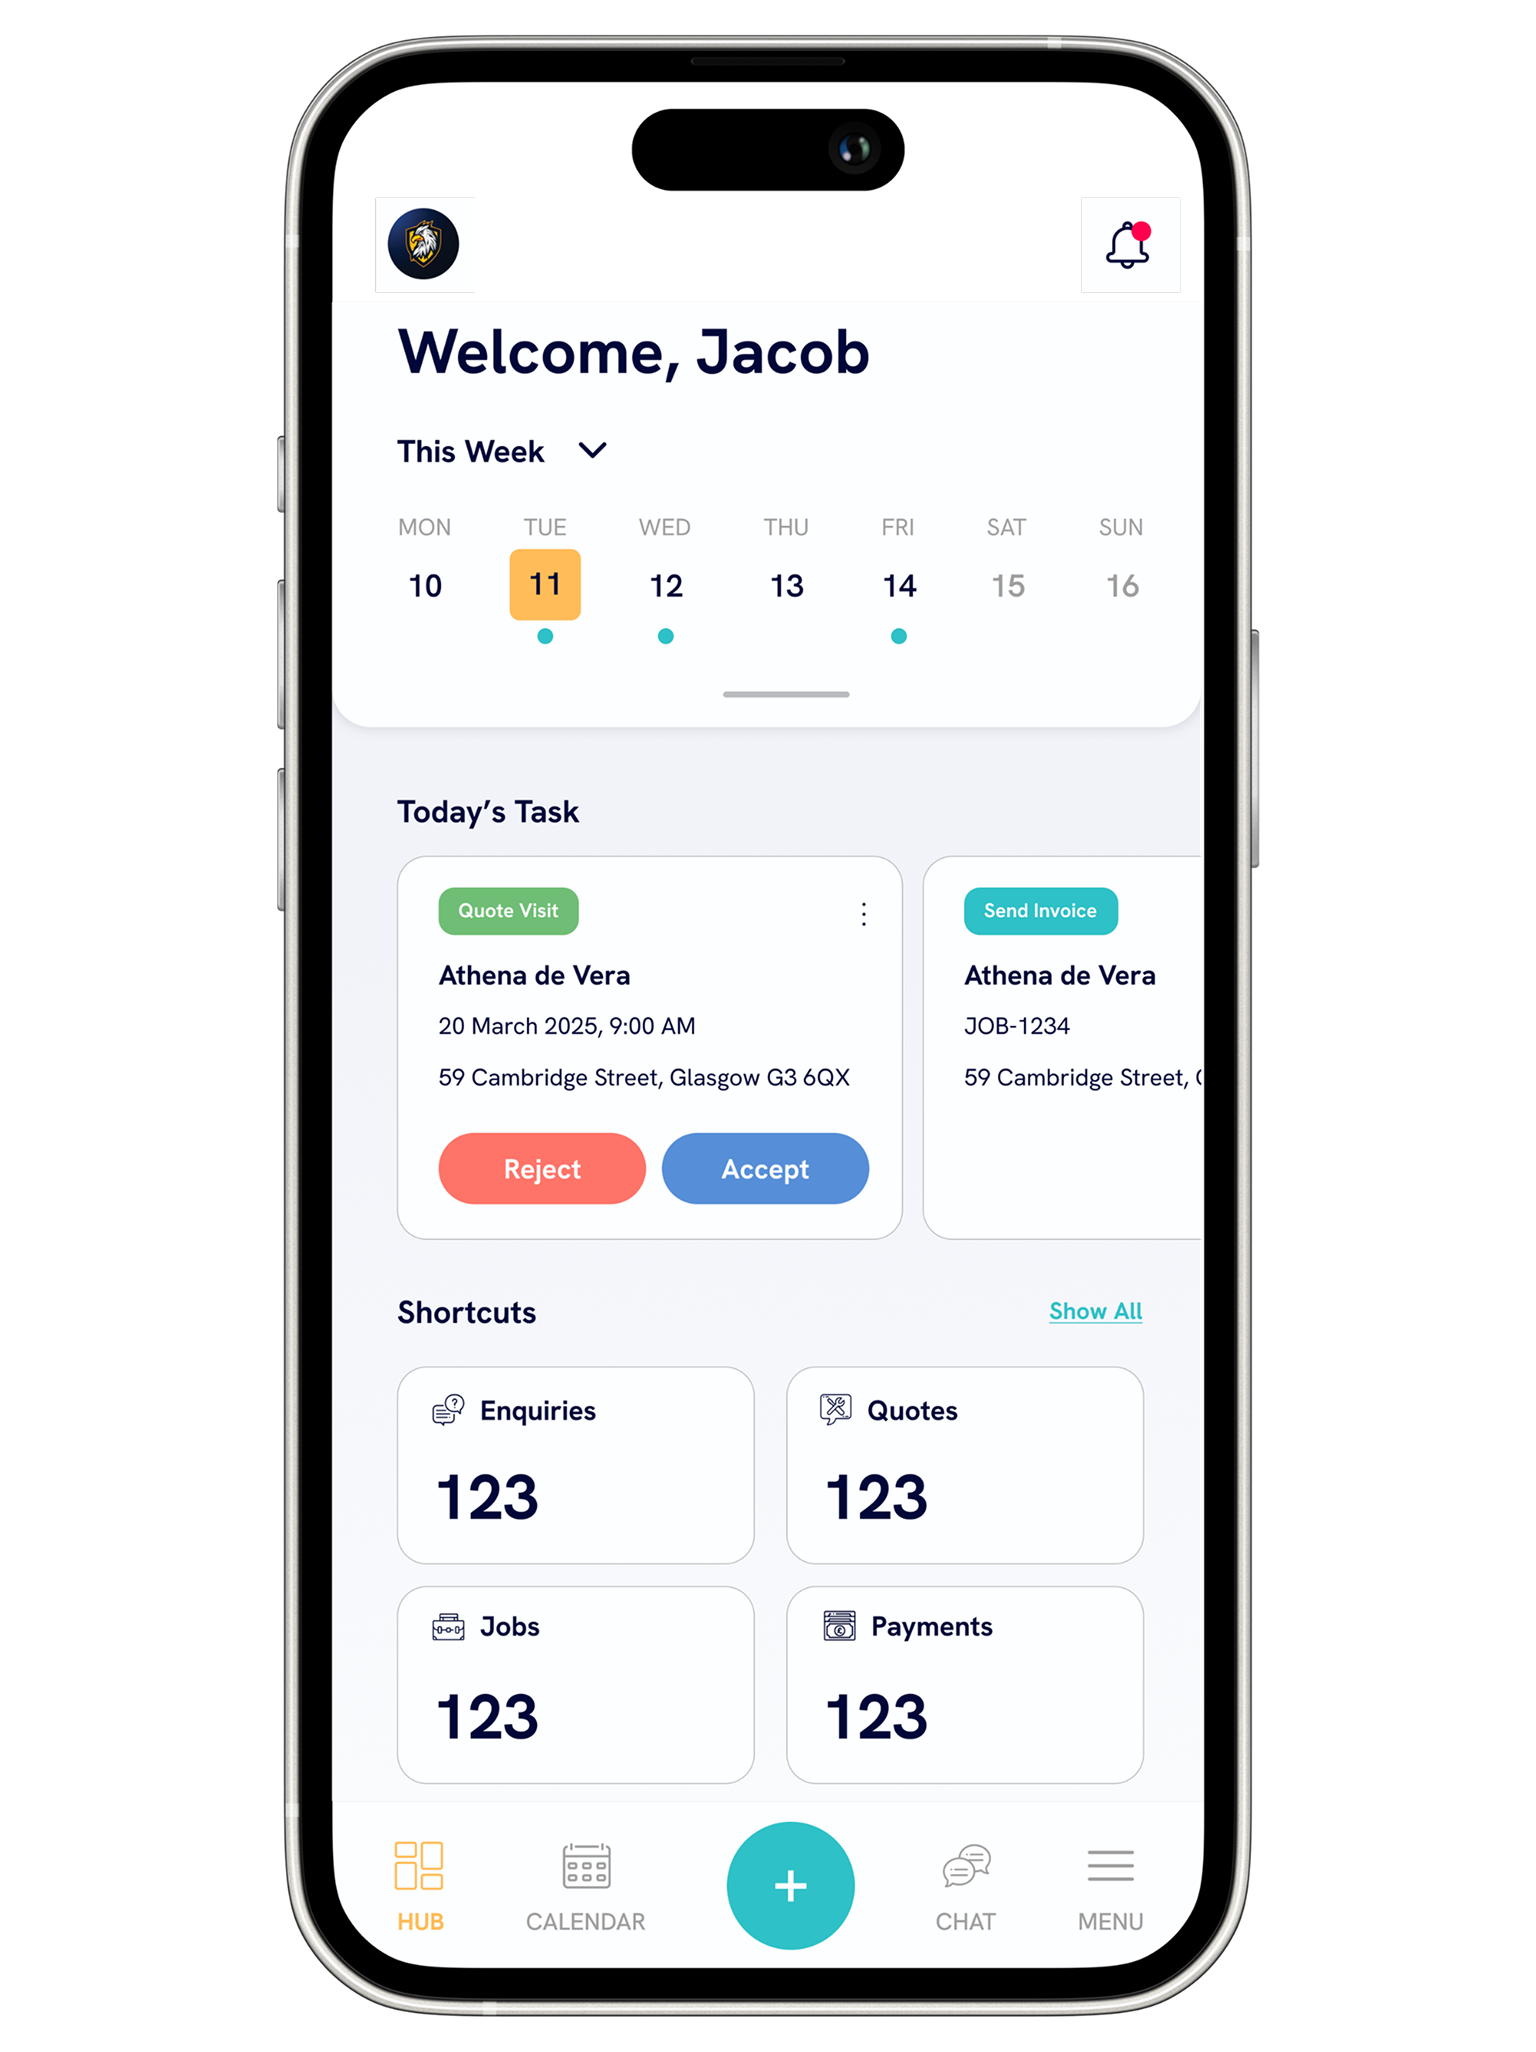 Welcome, Jacob
This Week
MON TUE WED THU FRI SAT SUN
10 11 12 13 14 15 16
Today’s Task
Quote Visit
Athena de Vera
20 March 2025, 9:00 AM
59 Cambridge Street, Glasgow G3 6QX
Reject Accept
Send Invoice
Athena de Vera
JOB-1234
59 Cambridge Street,
Shortcuts
Show All
Enquiries
123
Quotes
123
Jobs
123
Payments
123
HUB CALENDAR + CHAT MENU